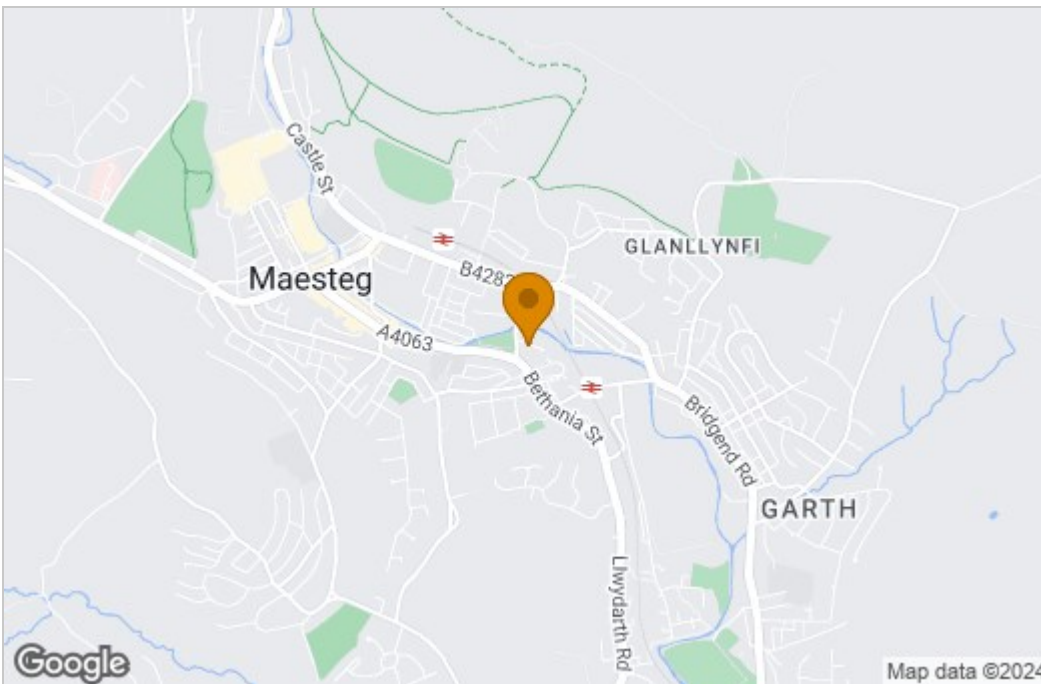 Castle St
GLANLLYNFI
Maesteg
B4282
A4063
Bethania St
Bridgend Rd
GARTH
Llwydarth Rd
Google
Map data ©2024